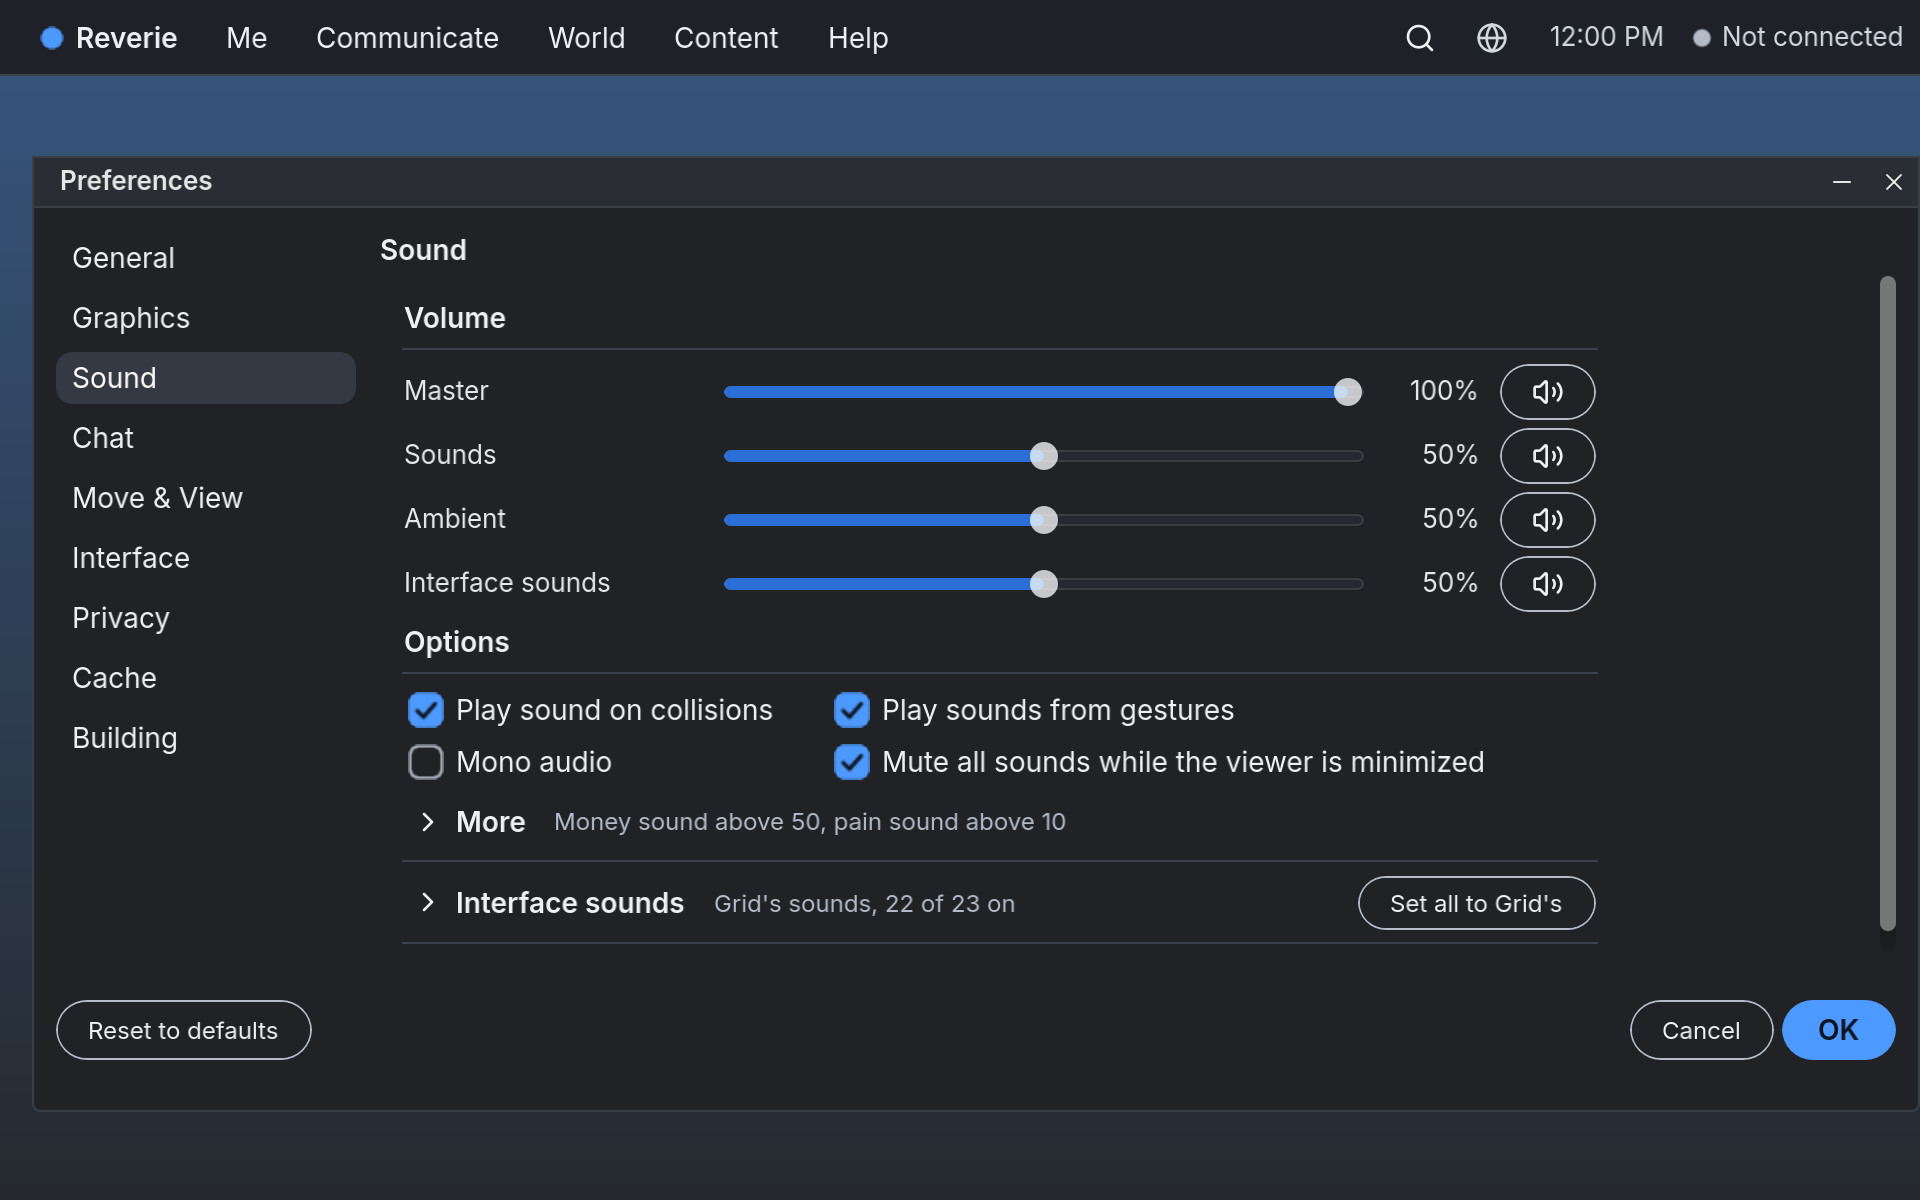 Reverie Me Communicate World Content Help 12:00 PM Not connected
Preferences
General
Graphics
Sound
Chat
Move & View
Interface
Privacy
Cache
Building
Sound
Volume
Master 100%
Sounds 50%
Ambient 50%
Interface sounds 50%
Options
Play sound on collisions Play sounds from gestures
Mono audio Mute all sounds while the viewer is minimized
More Money sound above 50, pain sound above 10
Interface sounds Grid's sounds, 22 of 23 on Set all to Grid's
Reset to defaults Cancel OK